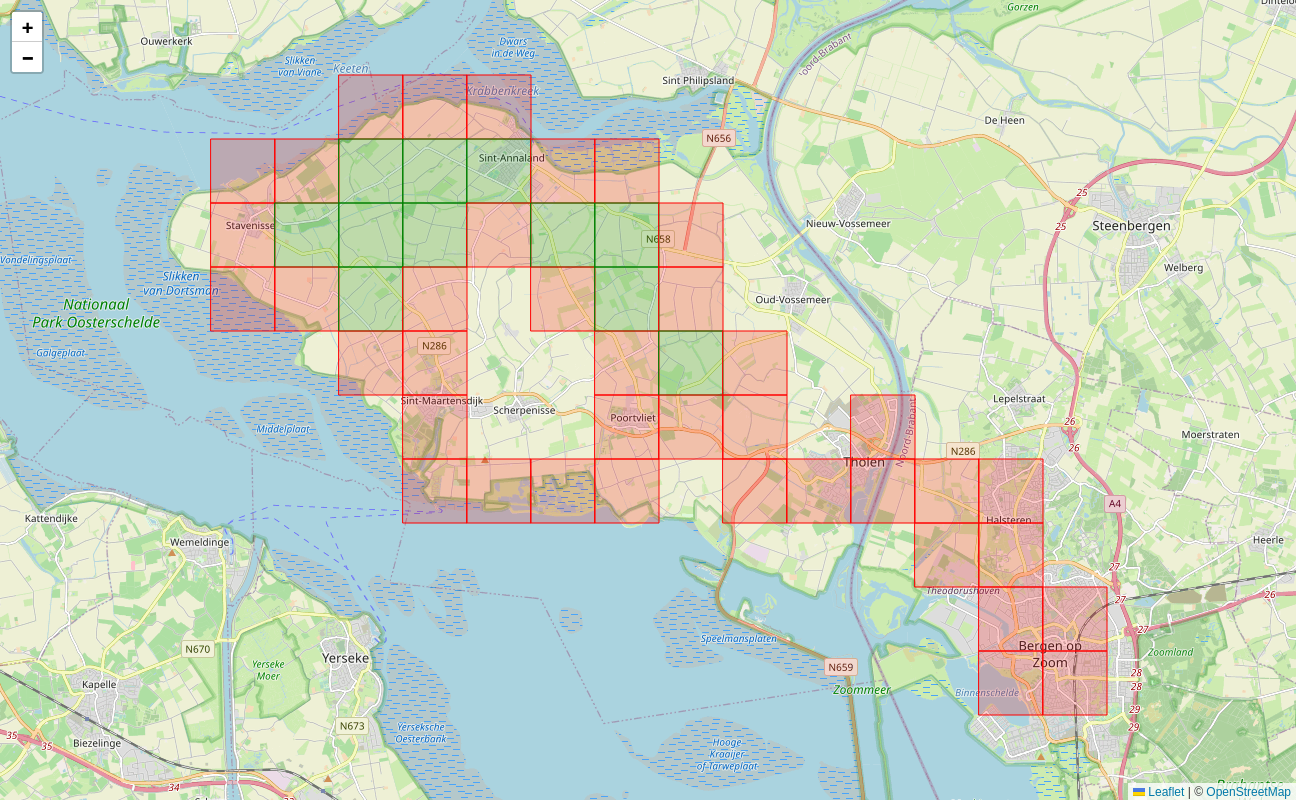 +
−
Ouwerkerk
Slikken
van Viane
Keeten
Dwars
in de Weg
Krabbenkreek
Sint Philipsland
Noord-Brabant
Gorzen
De Heen
N656
Sint-Annaland
Stavenisse
N658
Nieuw-Vossemeer
25
25
Steenbergen
Welberg
Vondelingsplaat
Slikken
van Dortsman
Nationaal
Park Oosterschelde
Oud-Vossemeer
Galgeplaat
N286
Sint-Maartensdijk
Scherpenisse
Poortvliet
Lepelstraat
Middelplaat
26
26
Moerstraten
Noord-Brabant
N286
Tholen
A4
Kattendijke
Wemeldinge
Halsteren
Heerle
27
Theodorushaven
27
26
27
Speelmansplaten
N670
Yerseke
Yerseke
Moer
Bergen op
Zoom
Zoomland
N659
28
28
Kapelle
Zoommeer
Binnenschelde
29
29
N673
Yerseksche
Oesterbank
35
35
Biezelinge
Hooge
Kraaijer
of Tarweplaat
34
33
Leaflet | © OpenStreetMap